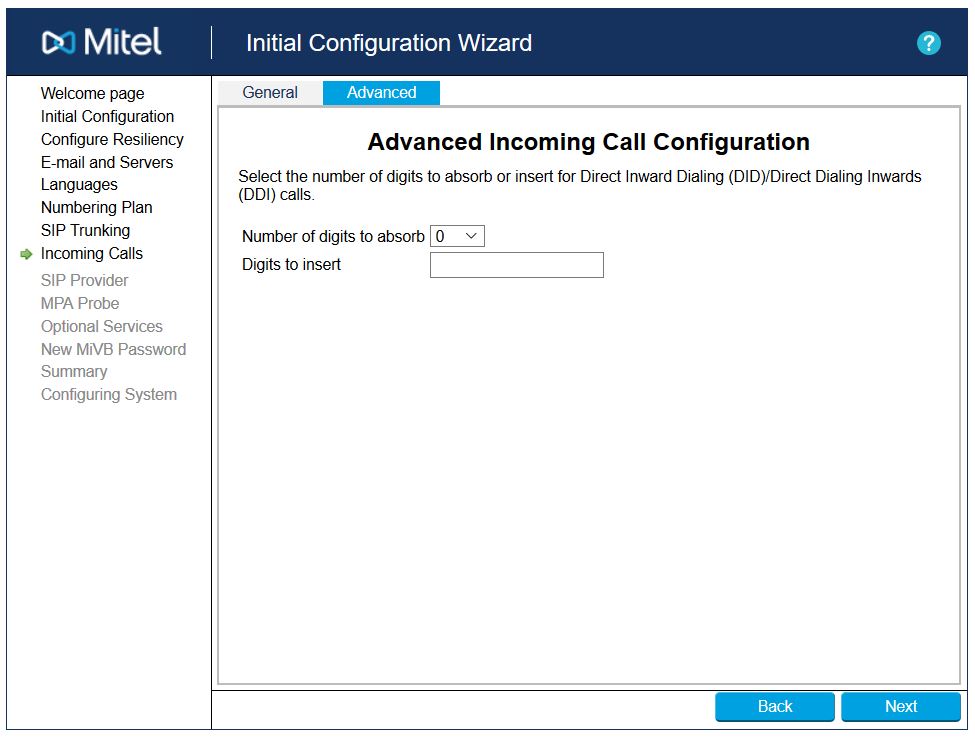 Mitel
Initial Configuration Wizard
?
Welcome page
Initial Configuration
Configure Resiliency
E-mail and Servers
Languages
Numbering Plan
SIP Trunking
Incoming Calls
SIP Provider
MPA Probe
Optional Services
New MiVB Password
Summary
Configuring System
General
Advanced
Advanced Incoming Call Configuration
Select the number of digits to absorb or insert for Direct Inward Dialing (DID)/Direct Dialing Inwards
(DDI) calls.
Number of digits to absorb 0
Digits to insert
Back
Next